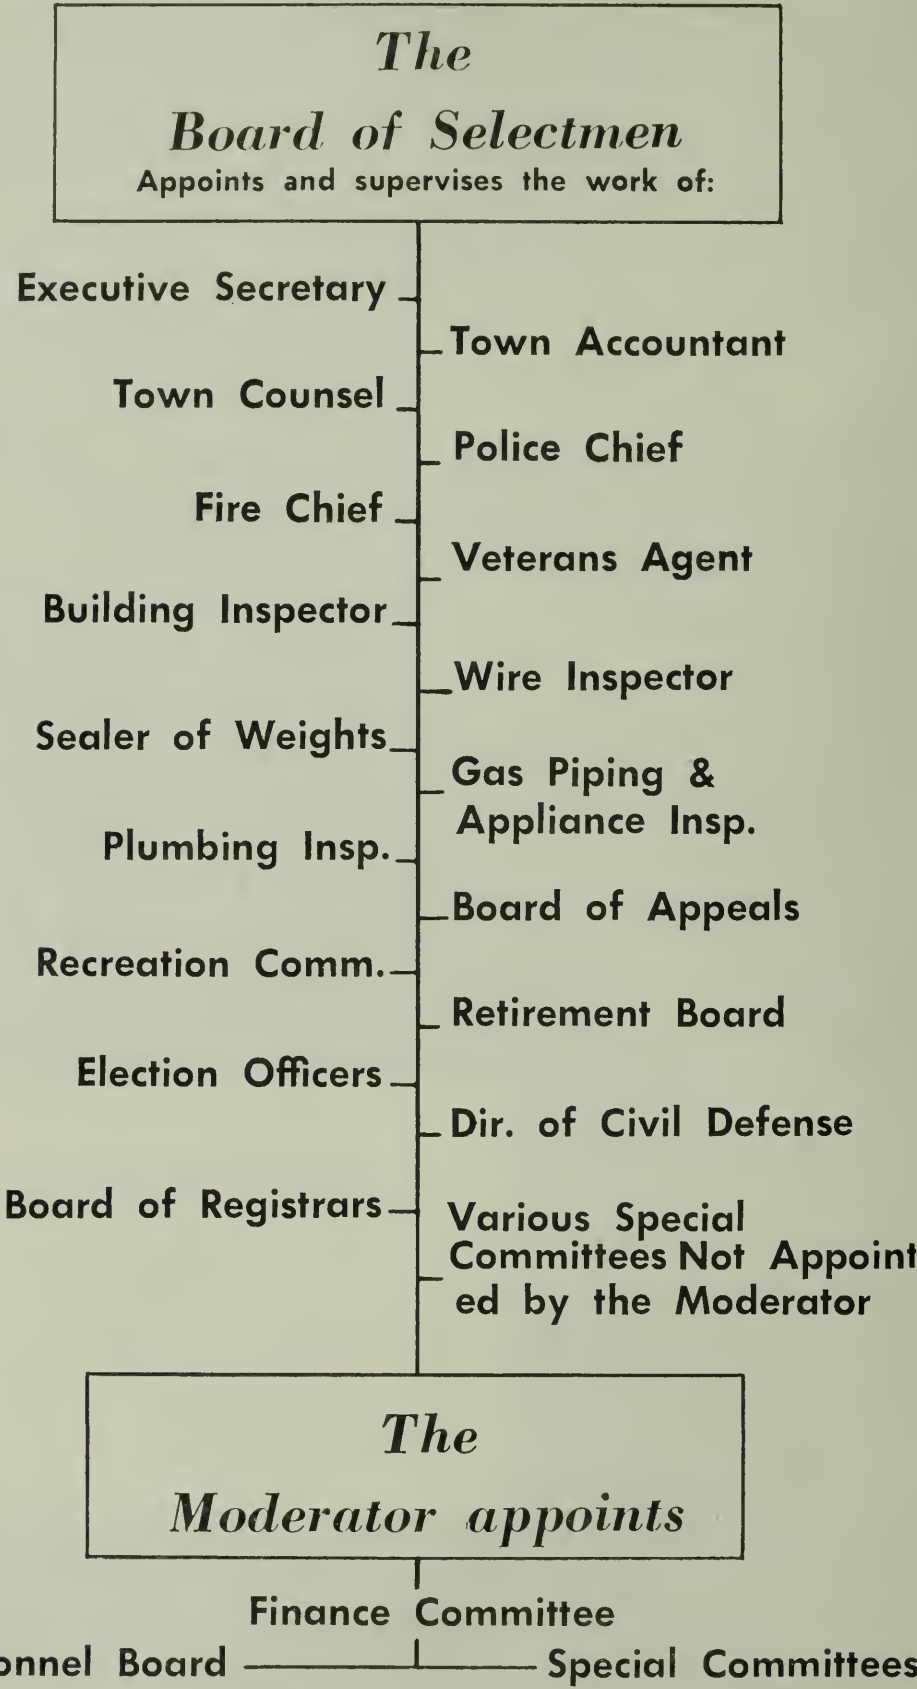 The
Board of Selectmen
Appoints and supervises the work of:
Executive Secretary
Town Accountant
Town Counsel
Police Chief
Fire Chief
Veterans Agent
Building Inspector
Wire Inspector
Sealer of Weights
Gas Piping &
Appliance Insp.
Plumbing Insp.
Board of Appeals
Recreation Comm.
Retirement Board
Election Officers
Dir. of Civil Defense
Board of Registrars
Various Special
Committees Not Appoint
ed by the Moderator
The
Moderator appoints
Finance Committee
onnel Board
Special Committees